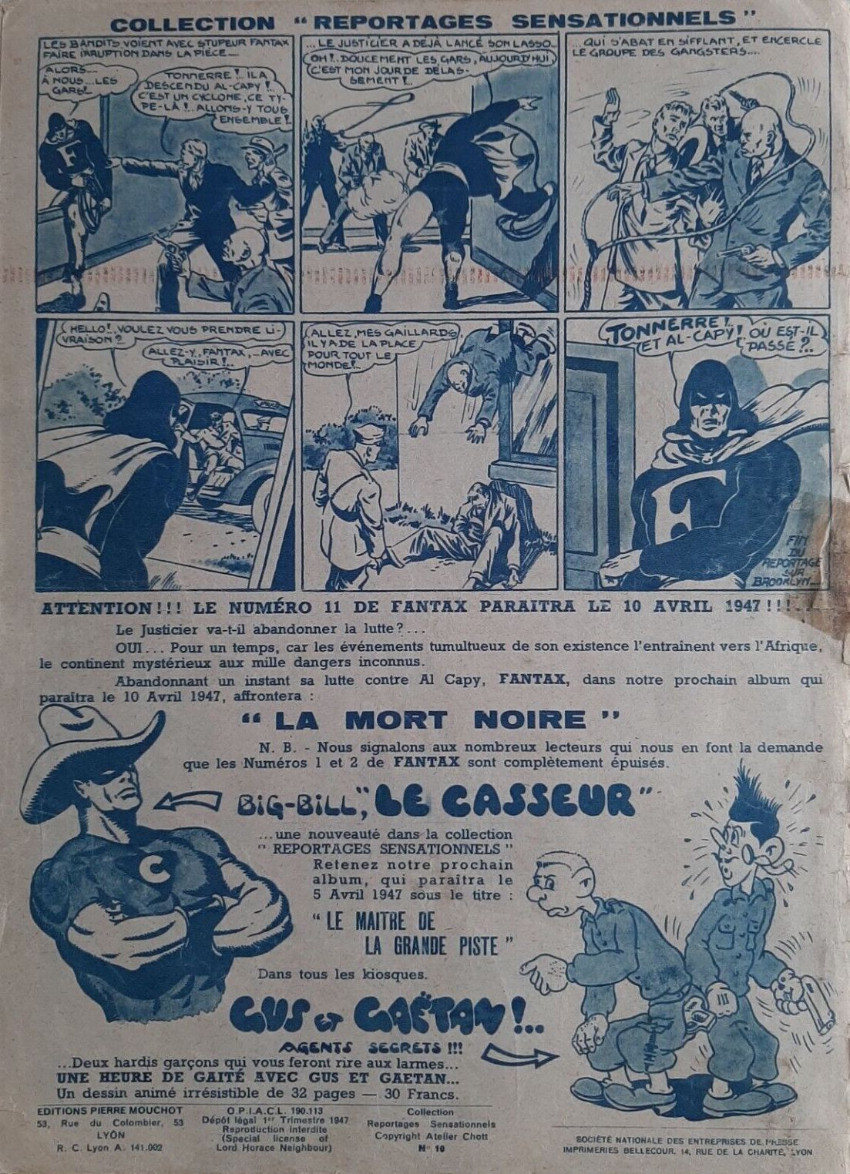 COLLECTION “REPORTAGES SENSATIONNELS”
LES BANDITS VOIENT AVEC STUPEUR FANTAX
FAIRE IRRUPTION DANS LA PIÈCE....
ALORS....
À NOUS...LES
GARS!
TONNERRE!.. IL A
DESCENDU AL-CAPY!..
C'EST UN CYCLONE, CE TY-
PE-LÀ!.. ALLONS-Y TOUS
ENSEMBLE!
... LE JUSTICIER A DÉJÀ LANCÉ SON LASSO...
OH!. DOUCEMENT LES GARS, AUJOURD'HUI
C'EST MON JOUR DE DÉLAS-
SEMENT!
...QUI S'ABAT EN SIFFLANT, ET ENCERCLE
LE GROUPE DES GANGSTERS....
HELLO!. VOULEZ VOUS PRENDRE LI-
VRAISON?
ALLEZ-Y, FANTAX,..AVEC
PLAISIR!..
ALLEZ, MES GAILLARDS,
IL Y A DE LA PLACE
POUR TOUT LE
MONDE!.
TONNERRE!..
ET AL-CAPY! OÙ EST-IL
PASSÉ?..
F
FIN
DU
REPORTAGE
SUR
BROOKLYN....
ATTENTION!!! LE NUMÉRO 11 DE FANTAX PARAITRA LE 10 AVRIL 1947!!!...
Le Justicier va-t-il abandonner la lutte?...
OUI... Pour un temps, car les événements tumultueux de son existence l'entraînent vers l'Afrique,
le continent mystérieux aux mille dangers inconnus.
Abandonnant un instant sa lutte contre Al Capy, FANTAX, dans notre prochain album qui
paraîtra le 10 Avril 1947, affrontera :
“ LA MORT NOIRE ”
N. B. - Nous signalons aux nombreux lecteurs qui nous en font la demande
que les Numéros 1 et 2 de FANTAX sont complètement épuisés.
BIG-BILL, “LE CASSEUR”
C
...une nouveauté dans la collection
“ REPORTAGES SENSATIONNELS ”
Retenez notre prochain
album, qui paraîtra le
5 Avril 1947 sous le titre :
“ LE MAITRE DE
LA GRANDE PISTE ”
Dans tous les kiosques.
GUS ET GAËTAN!..
AGENTS SECRETS !!!
...Deux hardis garçons qui vous feront rire aux larmes...
UNE HEURE DE GAITÉ AVEC GUS ET GAETAN...
Un dessin animé irrésistible de 32 pages — 30 Francs.
EDITIONS PIERRE MOUCHOT
53, Rue du Colombier, 53
LYON
R. C. Lyon A. 141.002
O.P.I.A.C.L. 190.113
Dépôt légal 1er Trimestre 1947
Reproduction interdite
(Special license of
Lord Horace Neighbour)
Collection
Reportages Sensationnels
Copyright Atelier Chott
N° 10
SOCIÉTÉ NATIONALE DES ENTREPRISES DE PRESSE
IMPRIMERIES BELLECOUR, 14, RUE DE LA CHARITÉ, LYON